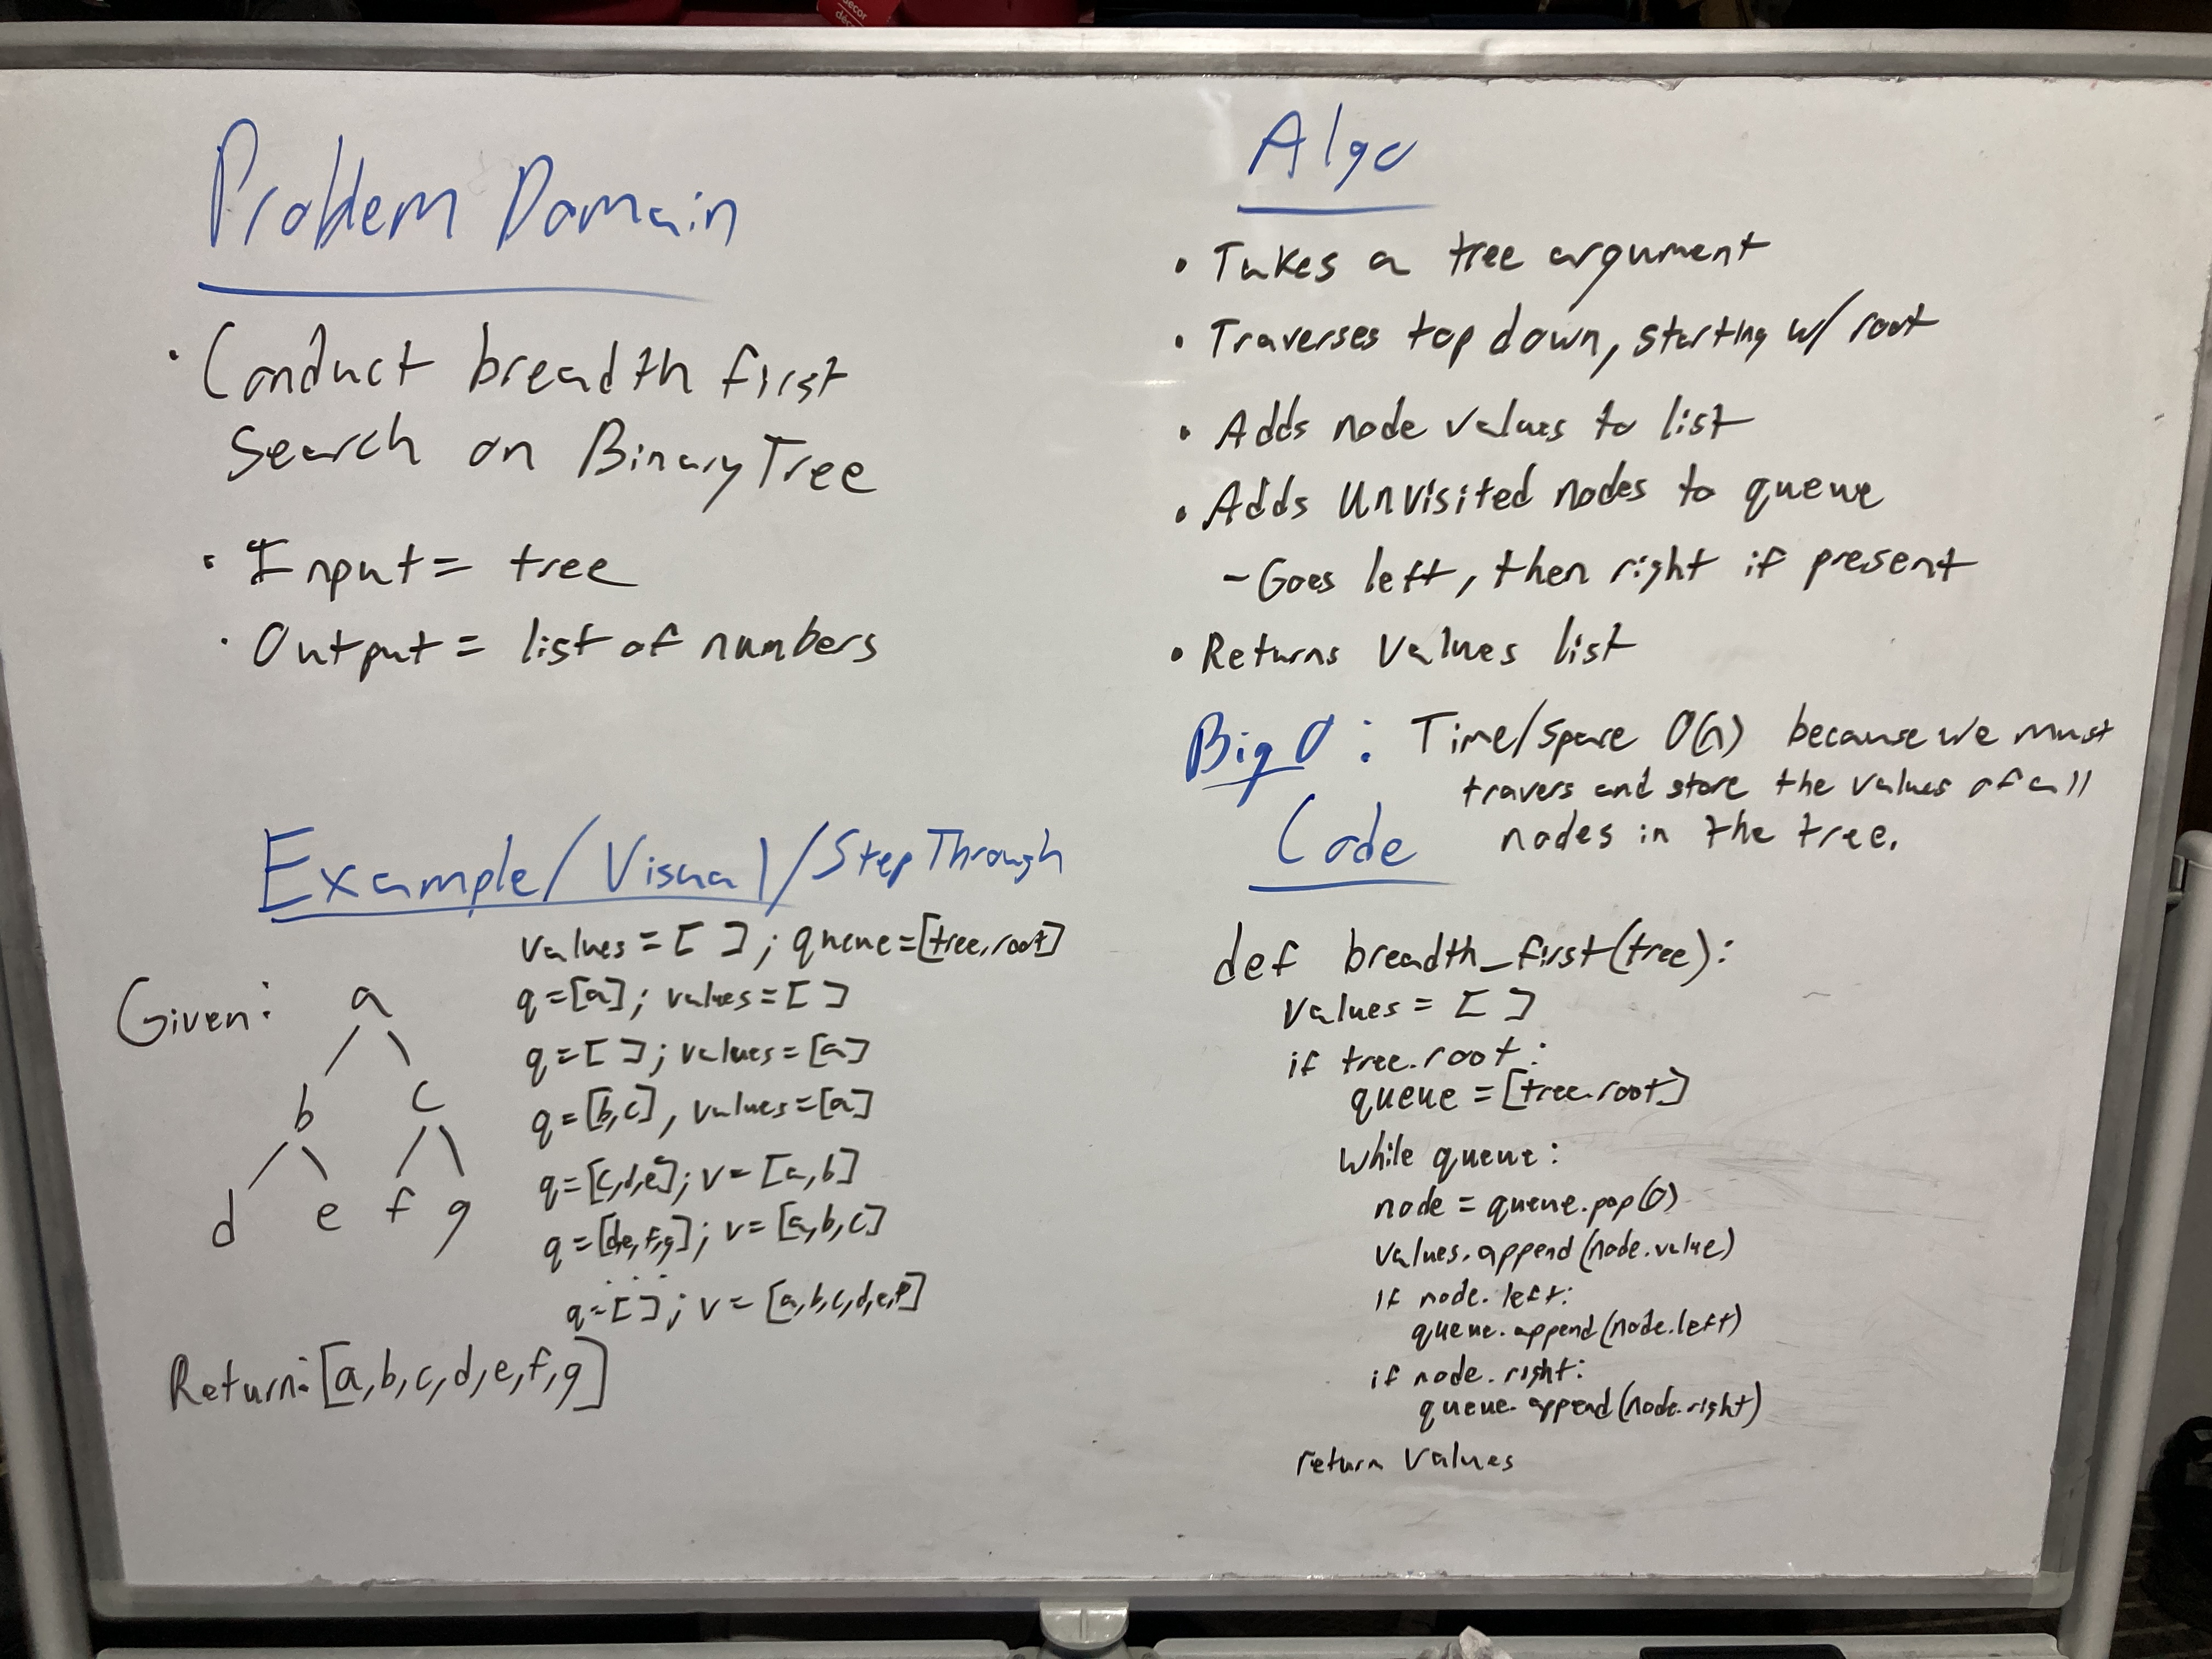 Problem Domain
• Conduct breadth first
Search on Binary Tree
• Input = tree
• Output = list of numbers
Example/Visual/StepThrough
values = [ ] ; queue=[tree.root]
Given:
a
b c
d e f g
q=[a]; values=[ ]
q=[ ]; values=[a]
q=[b,c], values=[a]
q=[c,d,e]; v=[a,b]
q=[d,e,f,g]; v=[a,b,c]
. . .
q=[ ]; v=[a,b,c,d,e,f]
Return:[a,b,c,d,e,f,g]
Algo
• Takes a tree argument
• Traverses top down, starting w/ root
• Adds node values to list
• Adds unvisited nodes to queue
- Goes left, then right if present
• Returns values list
Big O: Time/Space O(n) because we must
travers and store the values of all
nodes in the tree.
Code
def breadth_first(tree):
values = [ ]
if tree.root:
queue = [tree.root]
while queue:
node = queue.pop(0)
values.append(node.value)
if node.left:
queue.append(node.left)
if node.right:
queue.append(node.right)
return values